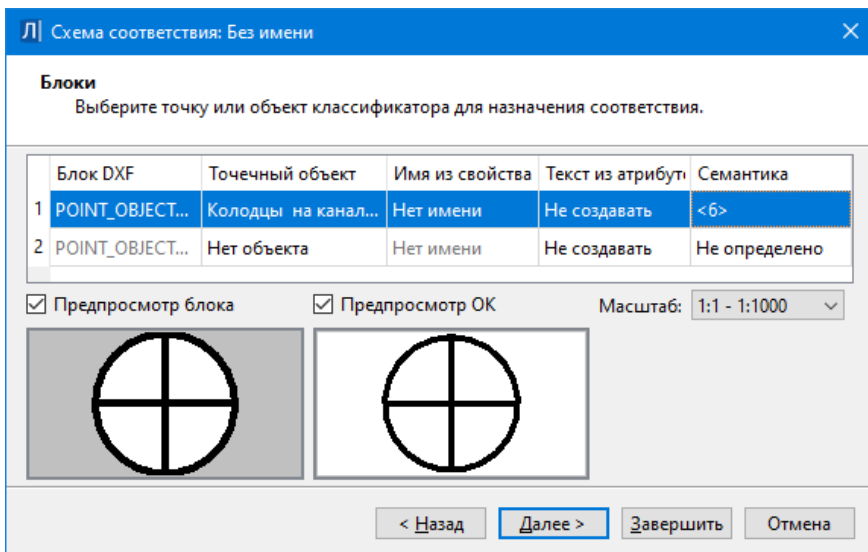 Л| Схема соответствия: Без имени
Блоки
Выберите точку или объект классификатора для назначения соответствия.
Блок DXF Точечный объект Имя из свойства Текст из атрибут Семантика
1 POINT_OBJECT... Колодцы на канал... Нет имени Не создавать <6>
2 POINT_OBJECT... Нет объекта Нет имени Не создавать Не определено
Предпросмотр блока Предпросмотр ОК Масштаб: 1:1 - 1:1000
< Назад Далее > Завершить Отмена